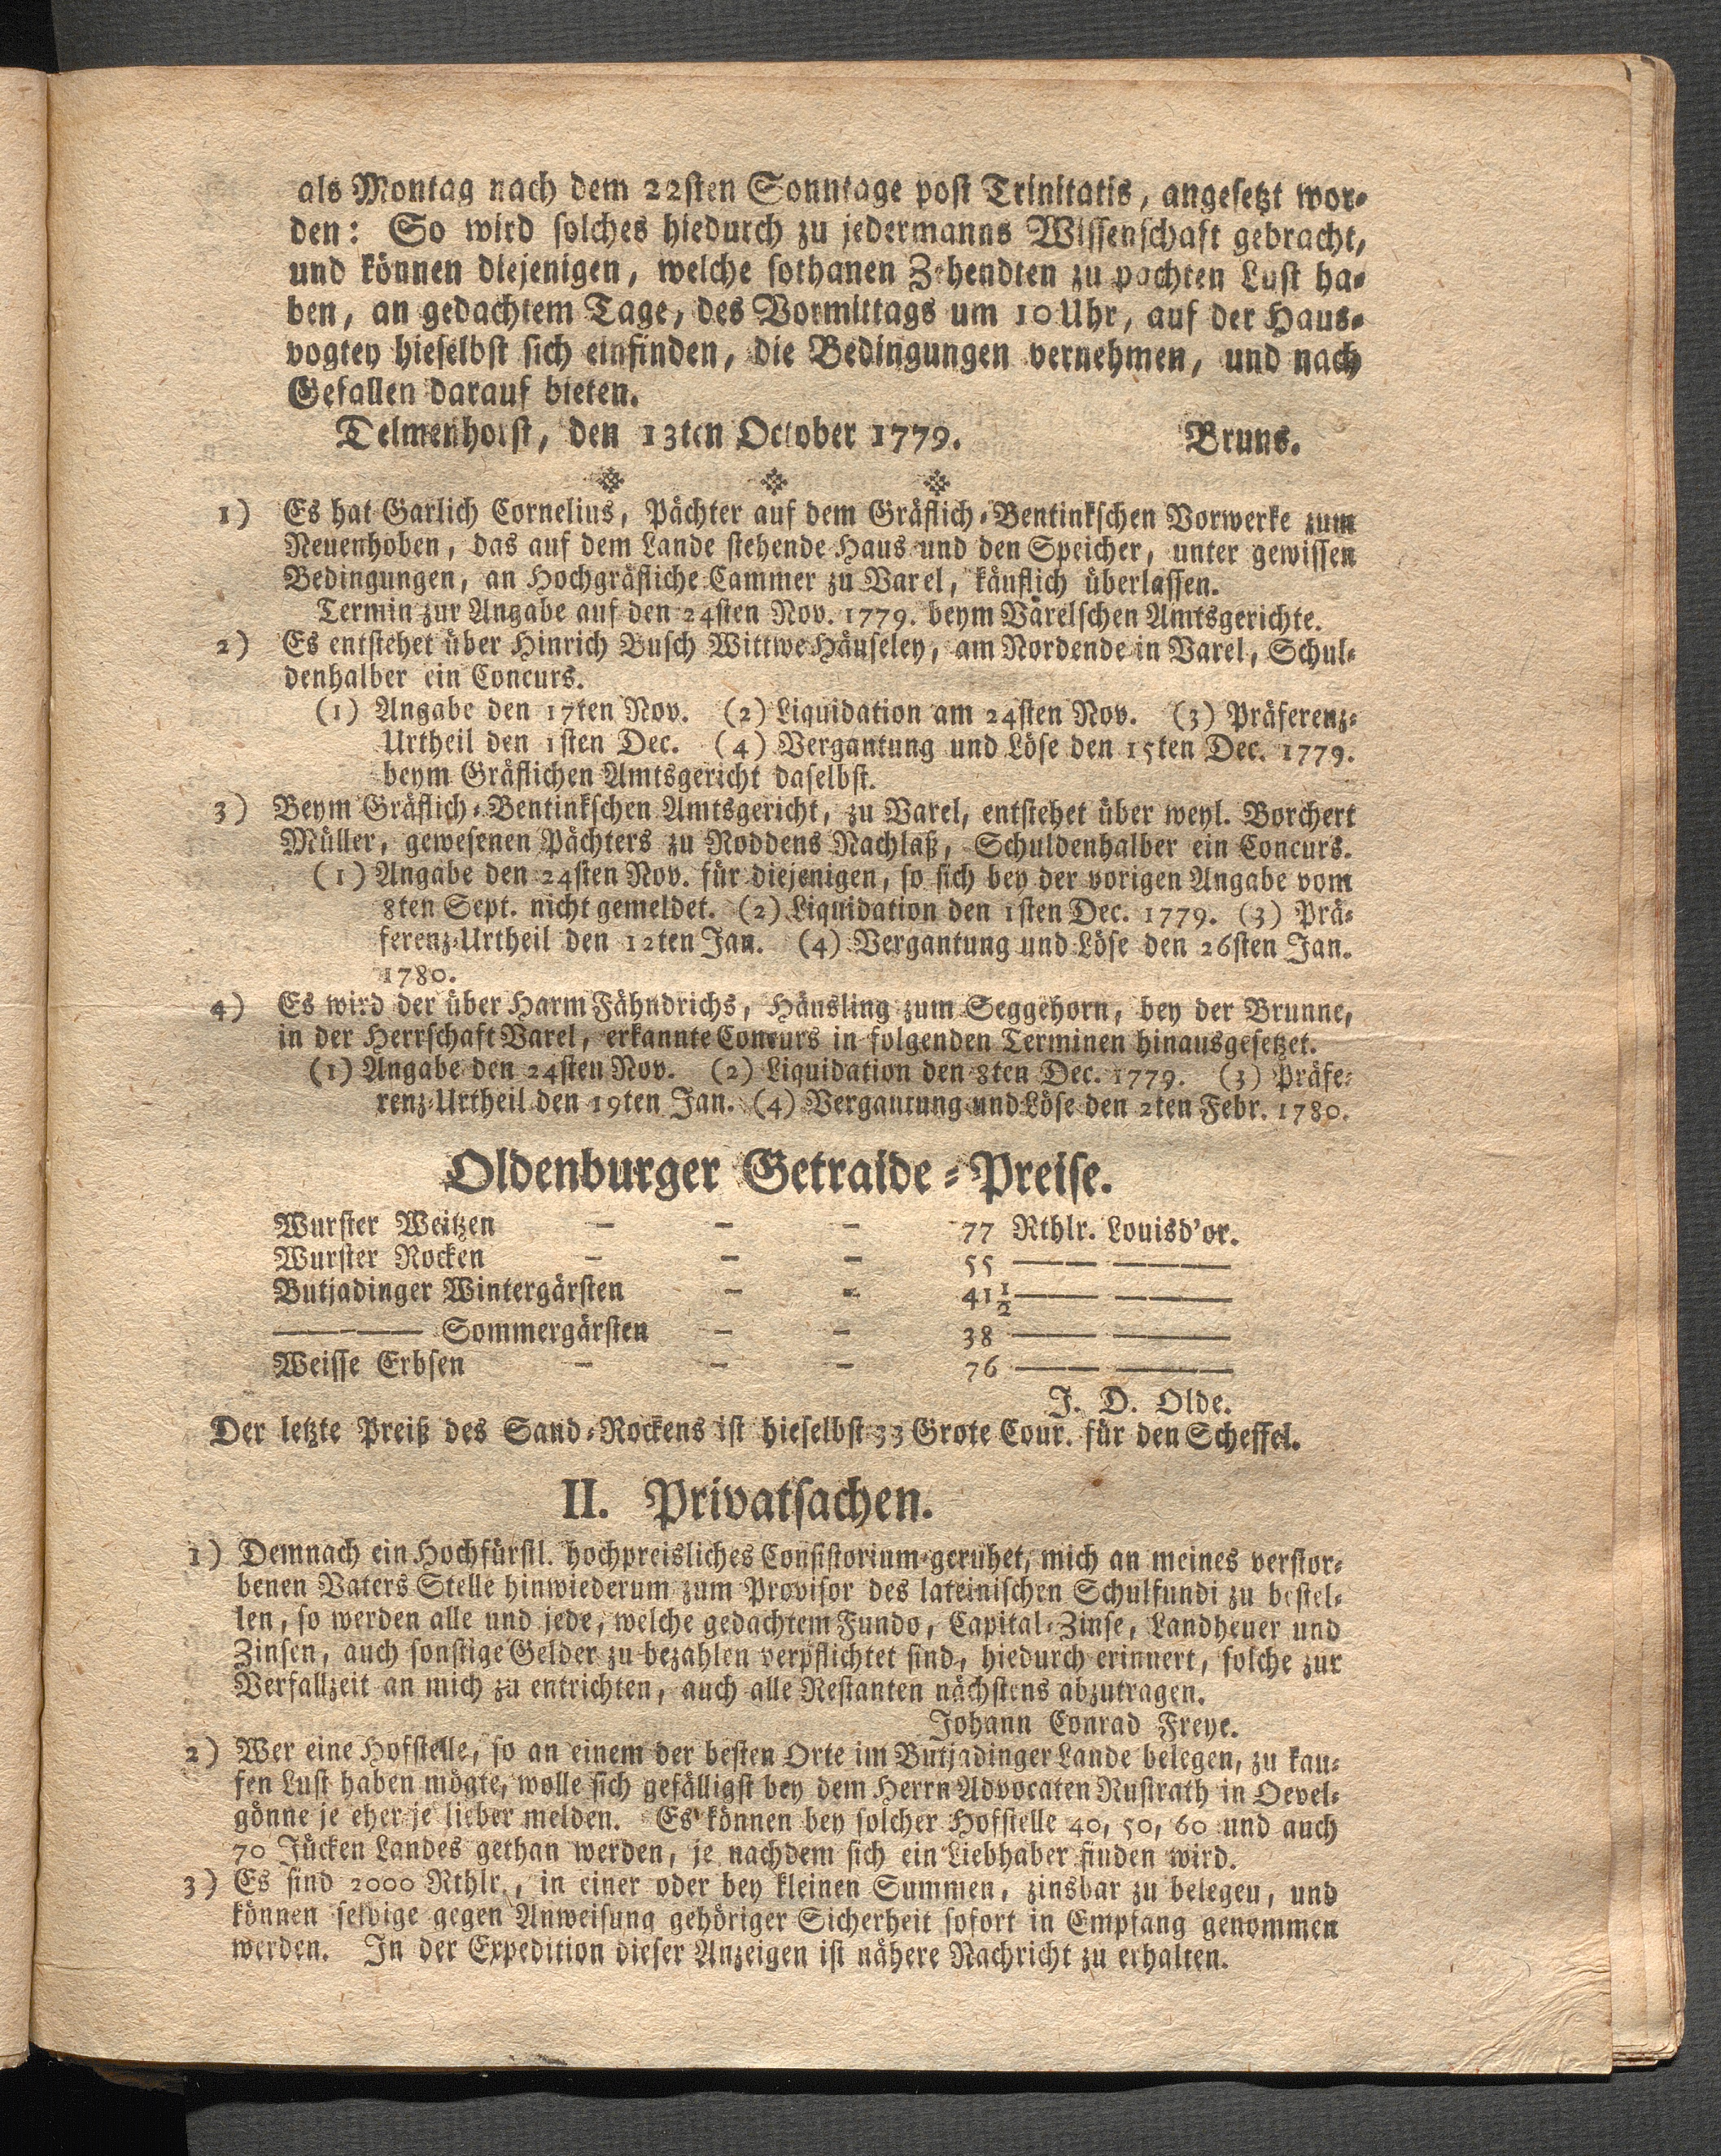 als Montag nach dem 22sten Sonntage post Trinitatis, angesetzt wor-
den: So wird solches hiedurch zu jedermanns Wissenschaft gebracht,
und können diejenigen, welche sothanen Zehendten zu pachten Lust ha-
ben, an gedachtem Tage, des Vormittags um 10 Uhr, auf der Haus-
vogtey hieselbst sich einfinden, die Bedingungen vernehmen, und nach
Gefallen darauf bieten.
Delmenhorst, den 13ten October 1779. Bruns.
1) Es hat Garlich Cornelius, Pächter auf dem Gräflich-Bentinkschen Vorwerke zum
Neuenhoben, das auf dem Lande stehende Haus und den Speicher, unter gewissen
Bedingungen, an Hochgräfliche Cammer zu Varel, käuflich überlassen.
Termin zur Angabe auf den 24sten Nov. 1779. beym Varelschen Amtsgerichte.
2) Es entstehet über Hinrich Busch Wittwe Häuseley, am Nordende in Varel, Schul-
denhalber ein Concurs.
(1) Angabe den 17ten Nov. (2) Liquidation am 24sten Nov. (3) Präferenz-
Urtheil den 1sten Dec. (4) Vergantung und Löse den 15ten Dec. 1779.
beym Gräflichen Amtsgericht daselbst.
3) Beym Gräflich-Bentinkschen Amtsgericht, zu Varel, entstehet über weyl. Borchert
Müller, gewesenen Pächters zu Roddens Nachlaß, Schuldenhalber ein Concurs.
(1) Angabe den 24sten Nov. für diejenigen, so sich bey der vorigen Angabe vom
8ten Sept. nicht gemeldet. (2) Liquidation den 1sten Dec. 1779. (3) Prä-
ferenz-Urtheil den 12ten Jan. (4) Vergantung und Löse den 26sten Jan.
1780.
4) Es wird der über Harm Fähndrichs, Häusling zum Seggehorn, bey der Brunne,
in der Herrschaft Varel, erkannte Concurs in folgenden Terminen hinausgesetzet.
(1) Angabe den 24sten Nov. (2) Liquidation den 8ten Dec. 1779. (3) Präfe-
renz-Urtheil den 19ten Jan. (4) Vergantung und Löse den 2ten Febr. 1780.
Oldenburger Getraide-Preise.
Wurster Weitzen - - - 77 Rthlr. Louisd'or.
Wurster Rocken - - - 55 —— ——
Butjadinger Wintergärsten - - 41 1/2 —— ——
—— Sommergärsten - - 38 —— ——
Weisse Erbsen - - - 76 —— ——
J. D. Olde.
Der letzte Preiß des Sand-Rockens ist hieselbst 33 Grote Cour. für den Scheffel.
II. Privatsachen.
1) Demnach ein Hochfürstl. hochpreisliches Consistorium geruhet, mich an meines verstor-
benen Vaters Stelle hinwiederum zum Provisor des lateinischen Schulfundi zu bestel-
len, so werden alle und jede, welche gedachtem Fundo, Capital-Zinse, Landheuer und
Zinsen, auch sonstige Gelder zu bezahlen verpflichtet sind, hiedurch erinnert, solche zur
Verfallzeit an mich zu entrichten, auch alle Restanten nächstens abzutragen.
Johann Conrad Freye.
2) Wer eine Hofstelle, so an einem der besten Orte im Butjadinger Lande belegen, zu kau-
fen Lust haben mögte, wolle sich gefälligst bey dem Herrn Advocaten Rustrath in Oevel-
gönne je eher je lieber melden. Es können bey solcher Hofstelle 40, 50, 60 und auch
70 Jücken Landes gethan werden, je nachdem sich ein Liebhaber finden wird.
3) Es sind 2000 Rthlr., in einer oder bey kleinen Summen, zinsbar zu belegen, und
können selbige gegen Anweisung gehöriger Sicherheit sofort in Empfang genommen
werden. In der Expedition dieser Anzeigen ist nähere Nachricht zu erhalten.